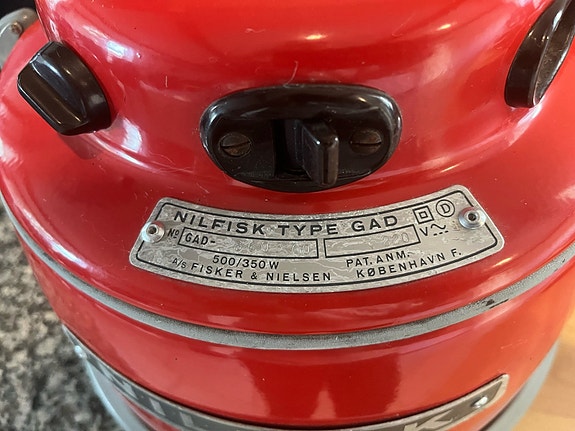 NILFISK TYPE GAD D
No GAD- V
500/350 W PAT. ANM.
A/S FISKER & NIELSEN KØBENHAVN F.